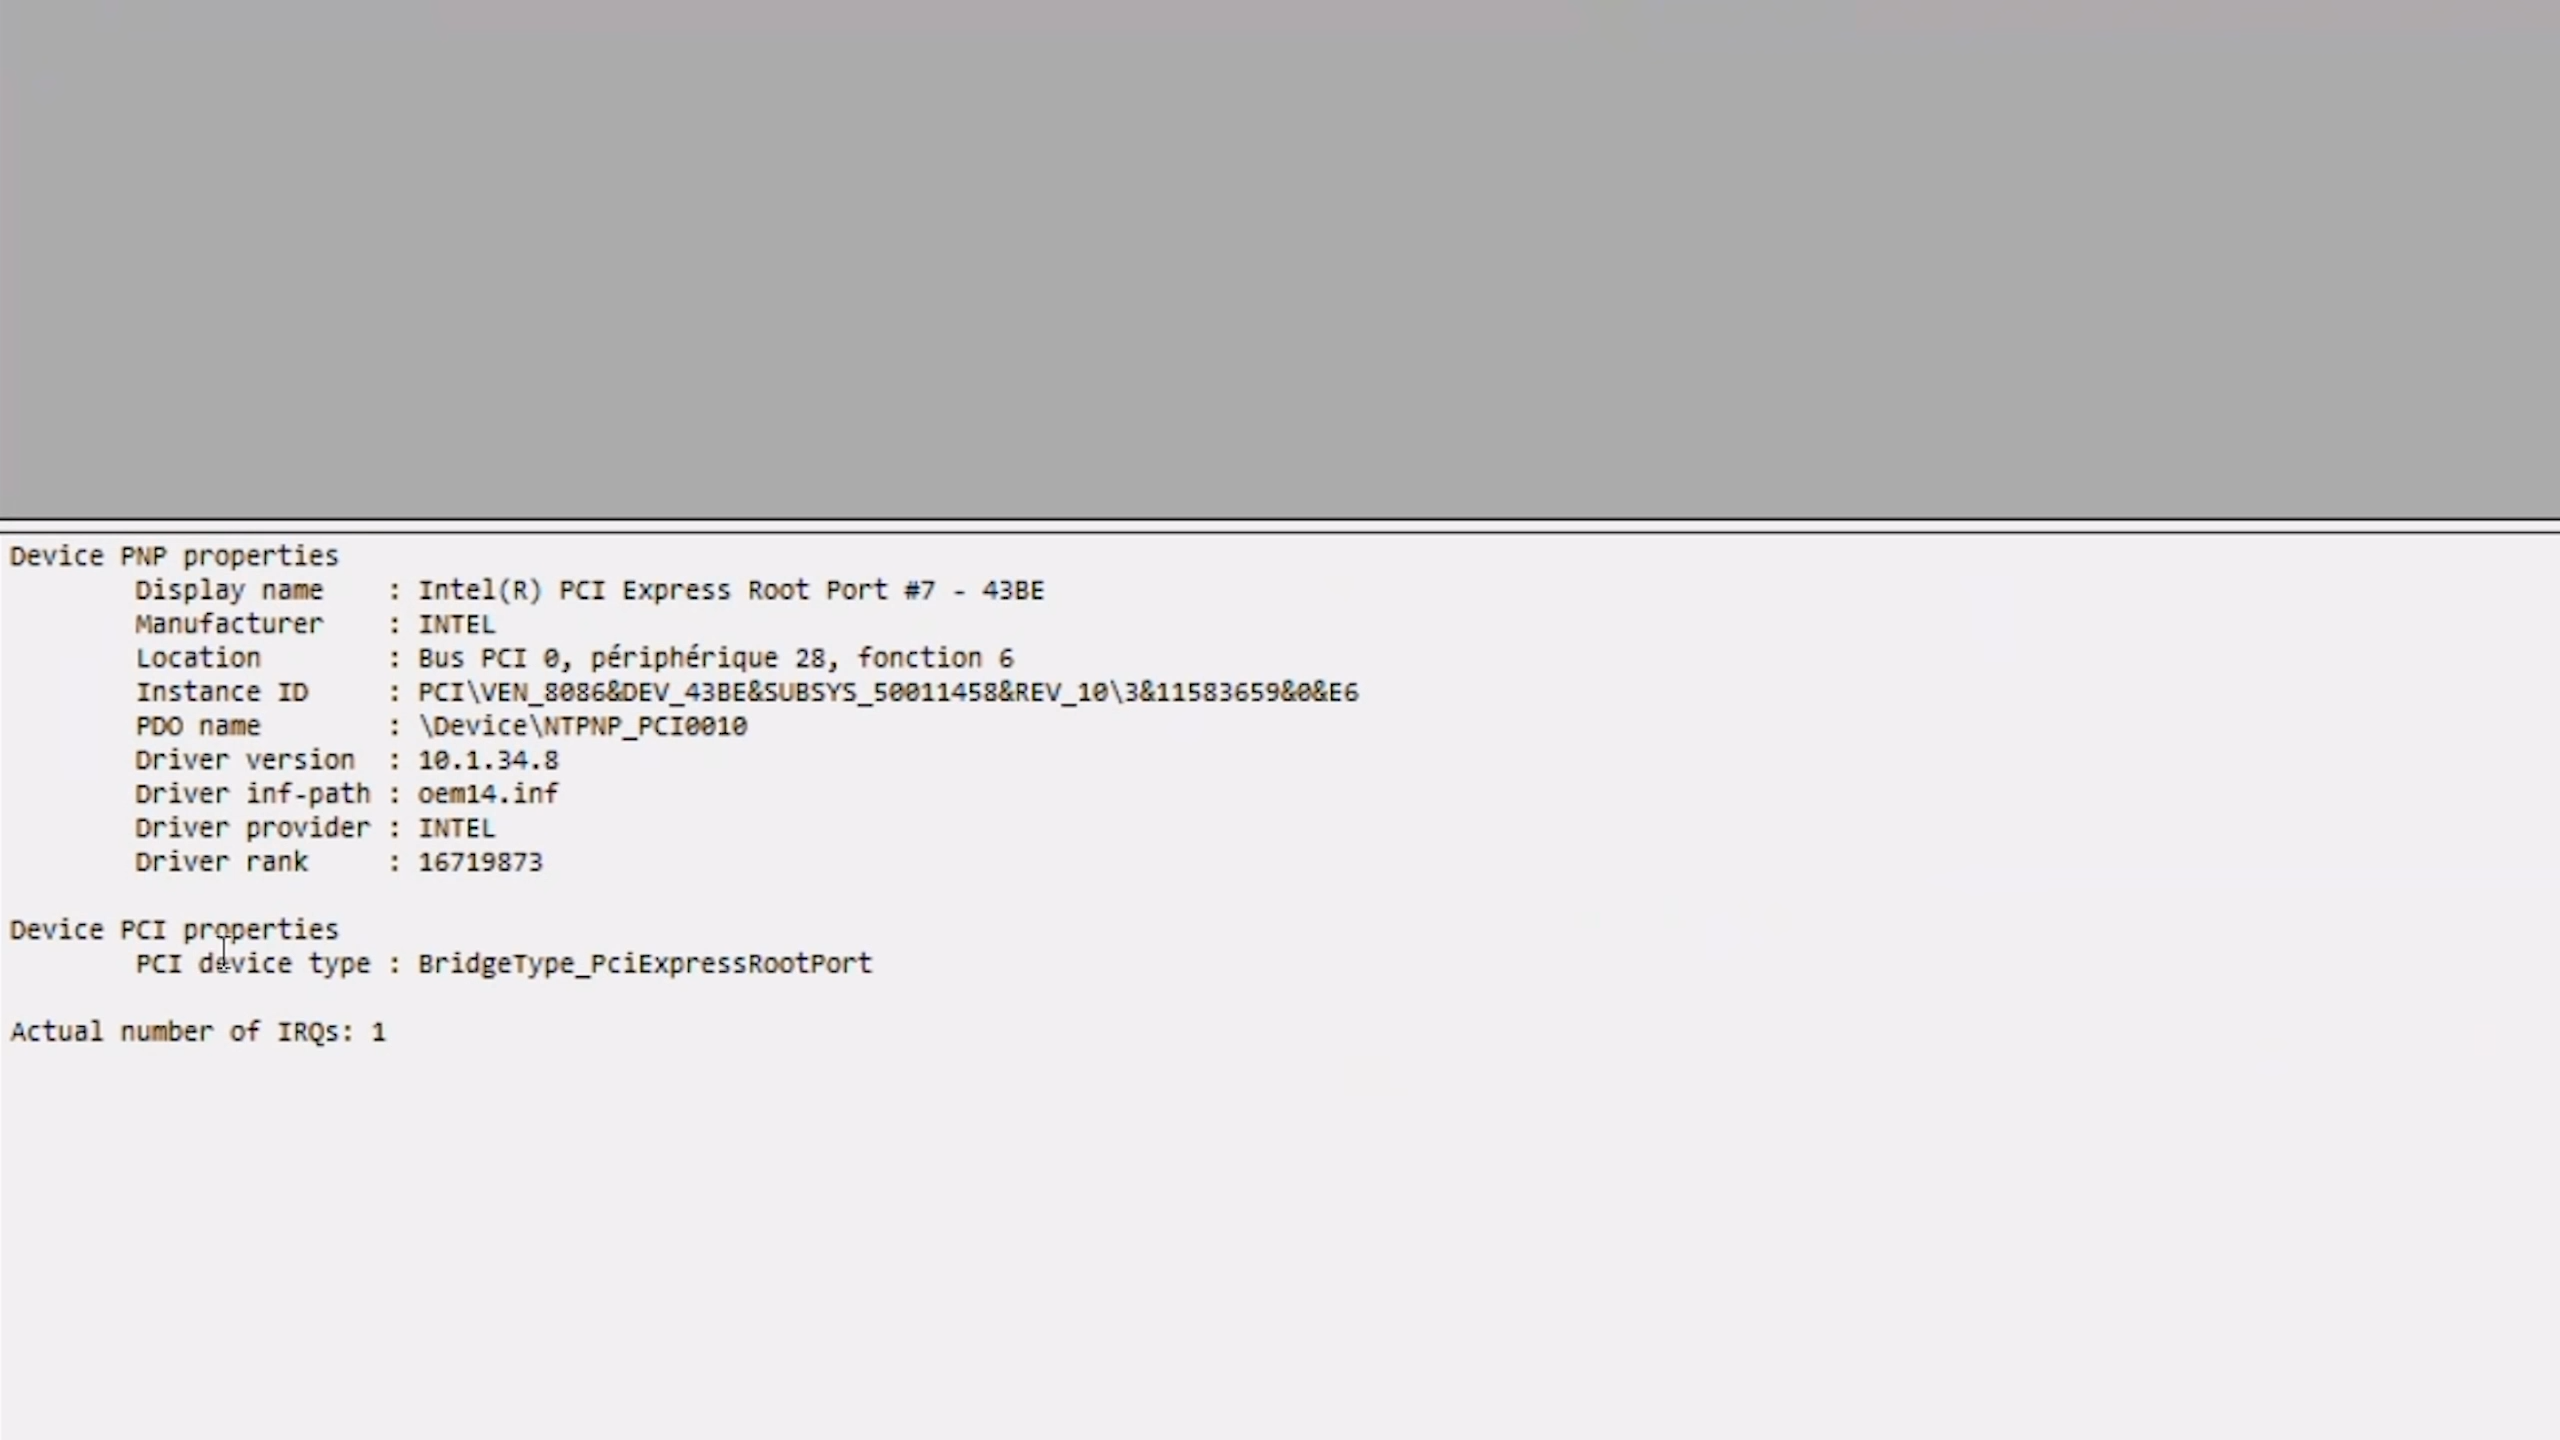 Device PNP properties
Display name : Intel(R) PCI Express Root Port #7 - 43BE
Manufacturer : INTEL
Location : Bus PCI 0, périphérique 28, fonction 6
Instance ID : PCI\VEN_8086&DEV_43BE&SUBSYS_50011458&REV_10\3&11583659&0&E6
PDO name : \Device\NTPNP_PCI0010
Driver version : 10.1.34.8
Driver inf-path : oem14.inf
Driver provider : INTEL
Driver rank : 16719873
Device PCI properties
PCI device type : BridgeType_PciExpressRootPort
Actual number of IRQs: 1